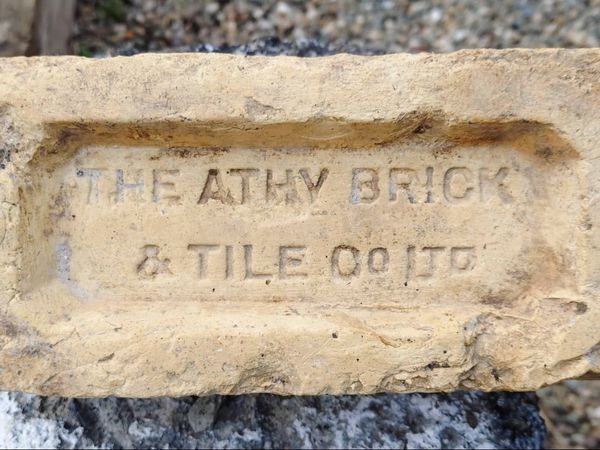 THE ATHY BRICK
& TILE CO LTD